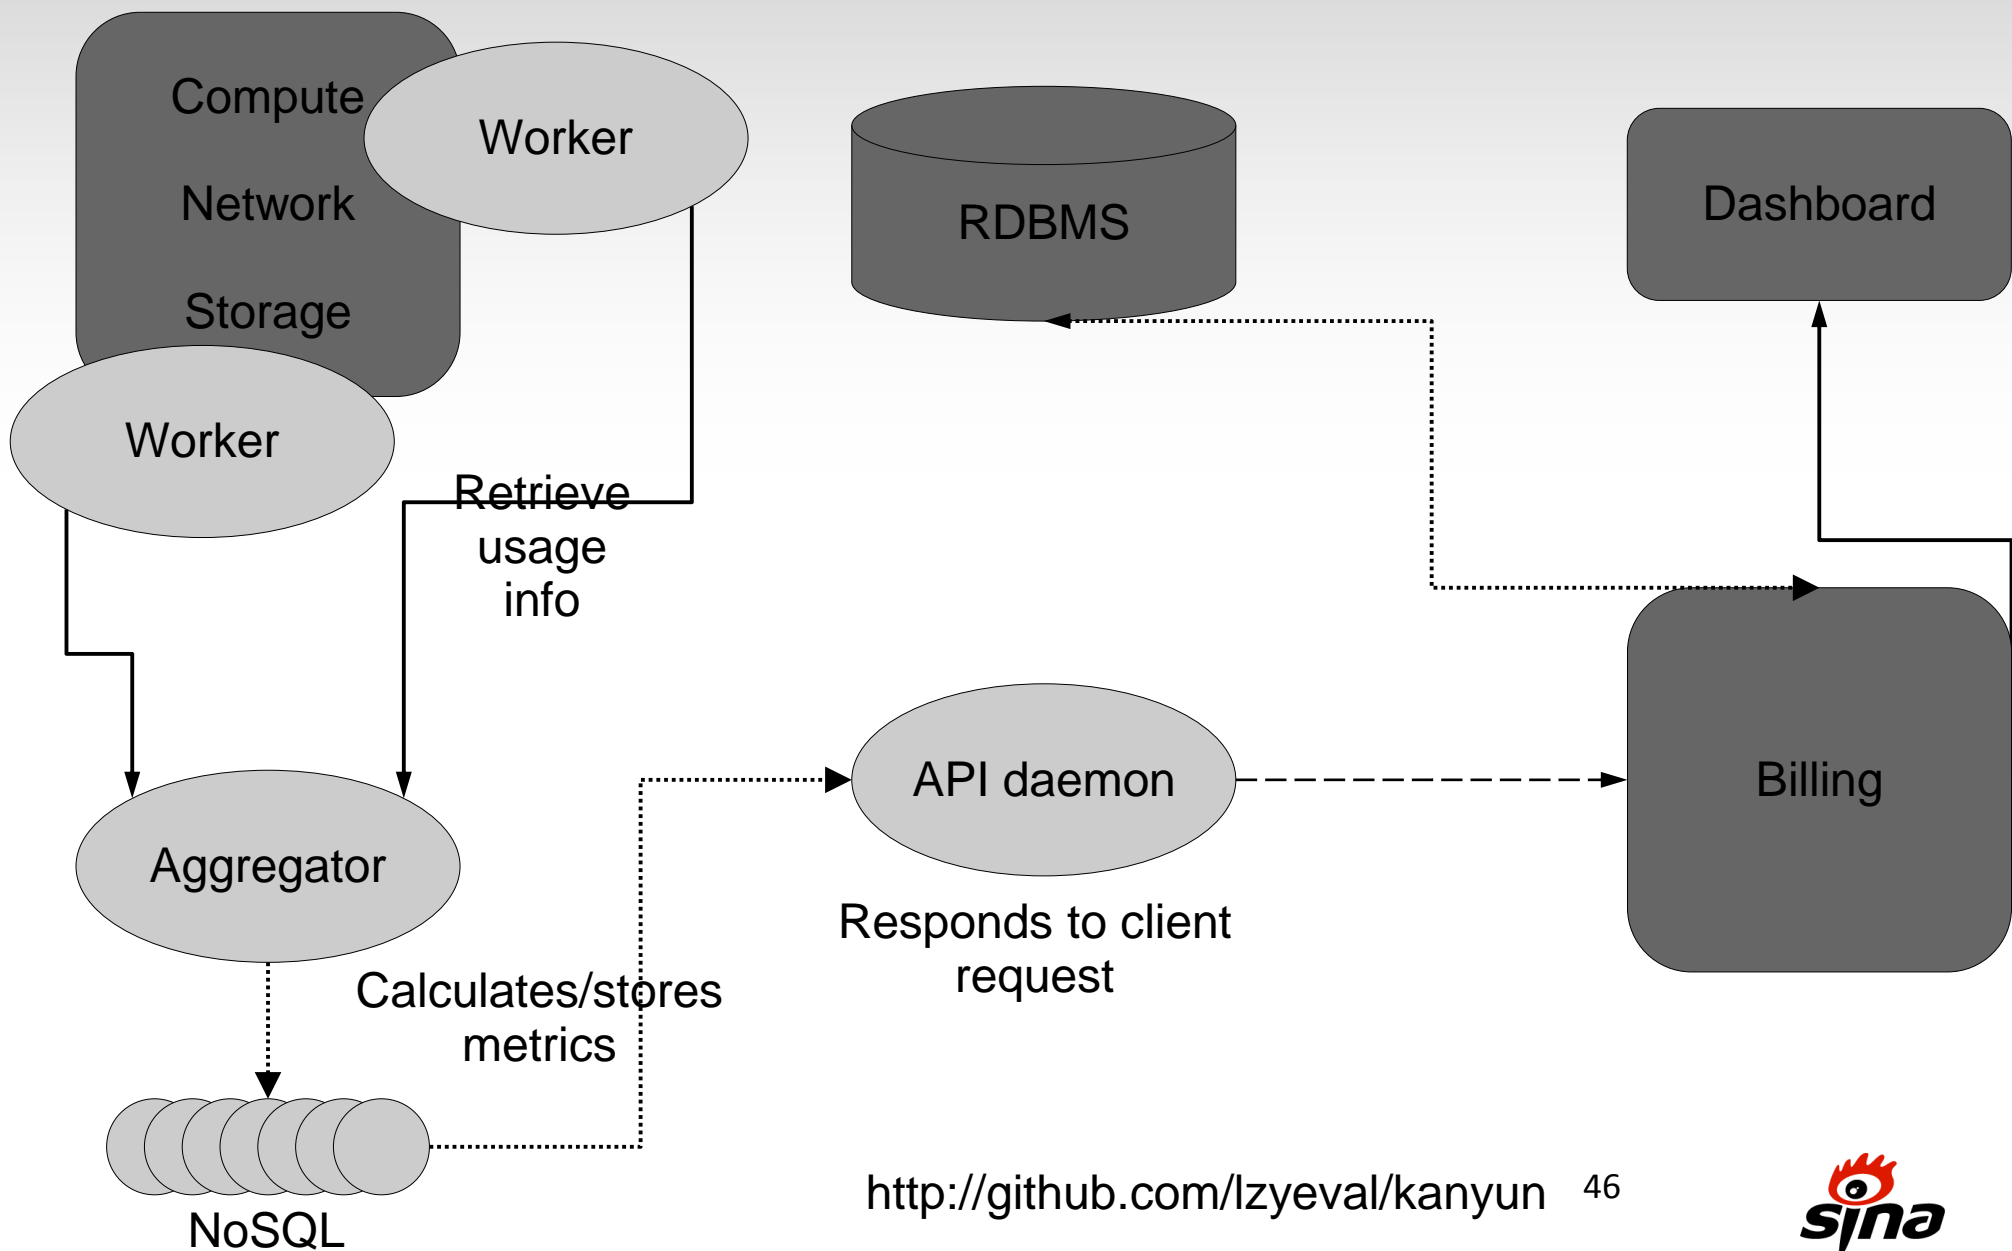 Compute
Network
Storage
Worker
Worker
RDBMS
Dashboard
Retrieve
usage
info
API daemon
Billing
Aggregator
Responds to client
request
Calculates/stores
metrics
NoSQL
http://github.com/lzyeval/kanyun
46
sina